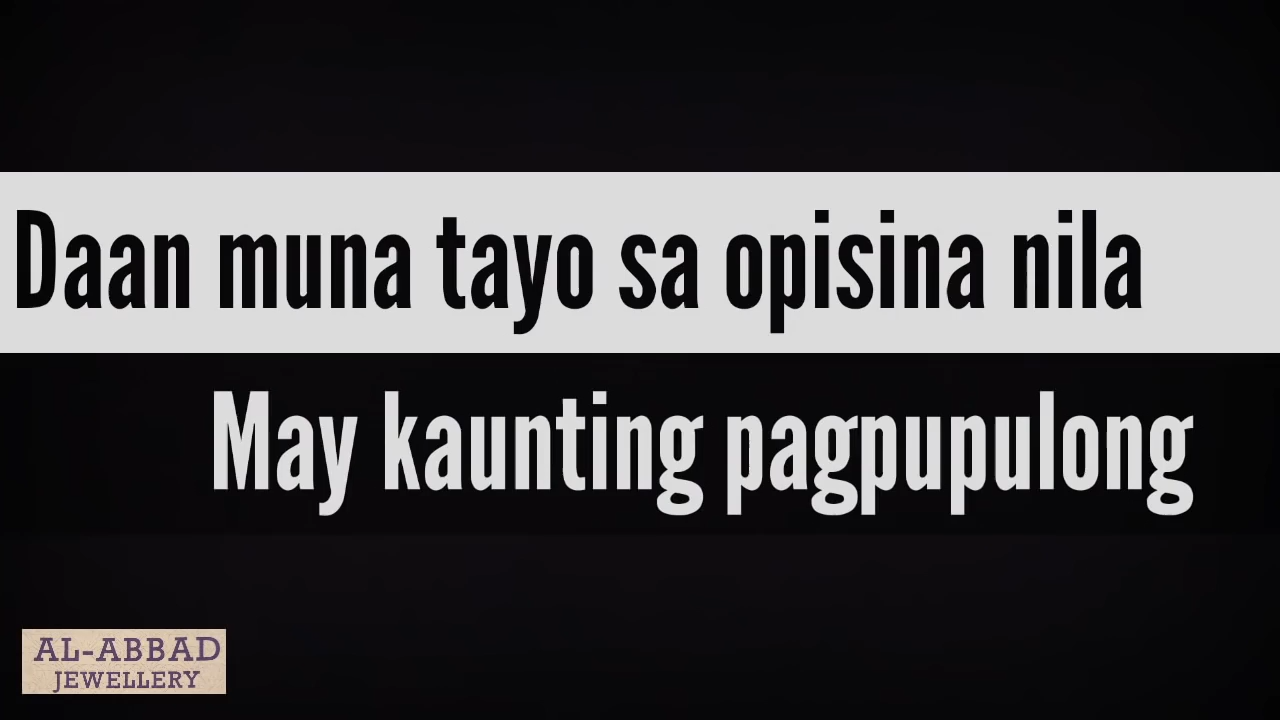 Daan muna tayo sa opisina nila
May kaunting pagpupulong
AL-ABBAD
JEWELLERY